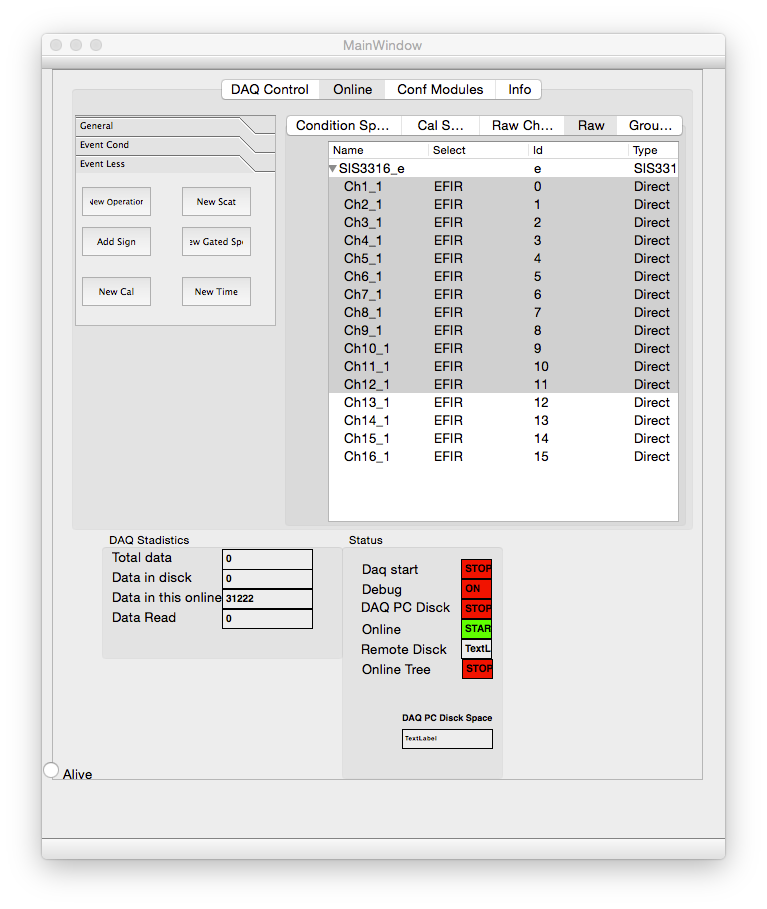 MainWindow
DAQ Control Online Conf Modules Info
General
Event Cond
Event Less
New Operation New Scat
Add Sign ew Gated Spe
New Cal New Time
Condition Sp… Cal S… Raw Ch… Raw Grou…
Name Select Id Type
SIS3316_e e SIS331
Ch1_1 EFIR 0 Direct
Ch2_1 EFIR 1 Direct
Ch3_1 EFIR 2 Direct
Ch4_1 EFIR 3 Direct
Ch5_1 EFIR 4 Direct
Ch6_1 EFIR 5 Direct
Ch7_1 EFIR 6 Direct
Ch8_1 EFIR 7 Direct
Ch9_1 EFIR 8 Direct
Ch10_1 EFIR 9 Direct
Ch11_1 EFIR 10 Direct
Ch12_1 EFIR 11 Direct
Ch13_1 EFIR 12 Direct
Ch14_1 EFIR 13 Direct
Ch15_1 EFIR 14 Direct
Ch16_1 EFIR 15 Direct
DAQ Stadistics
Total data 0
Data in disck 0
Data in this online 31222
Data Read 0
Status
Daq start STOP
Debug ON
DAQ PC Disck STOP
Online STAR
Remote Disck TextL
Online Tree STOP
DAQ PC Disck Space
TextLabel
Alive